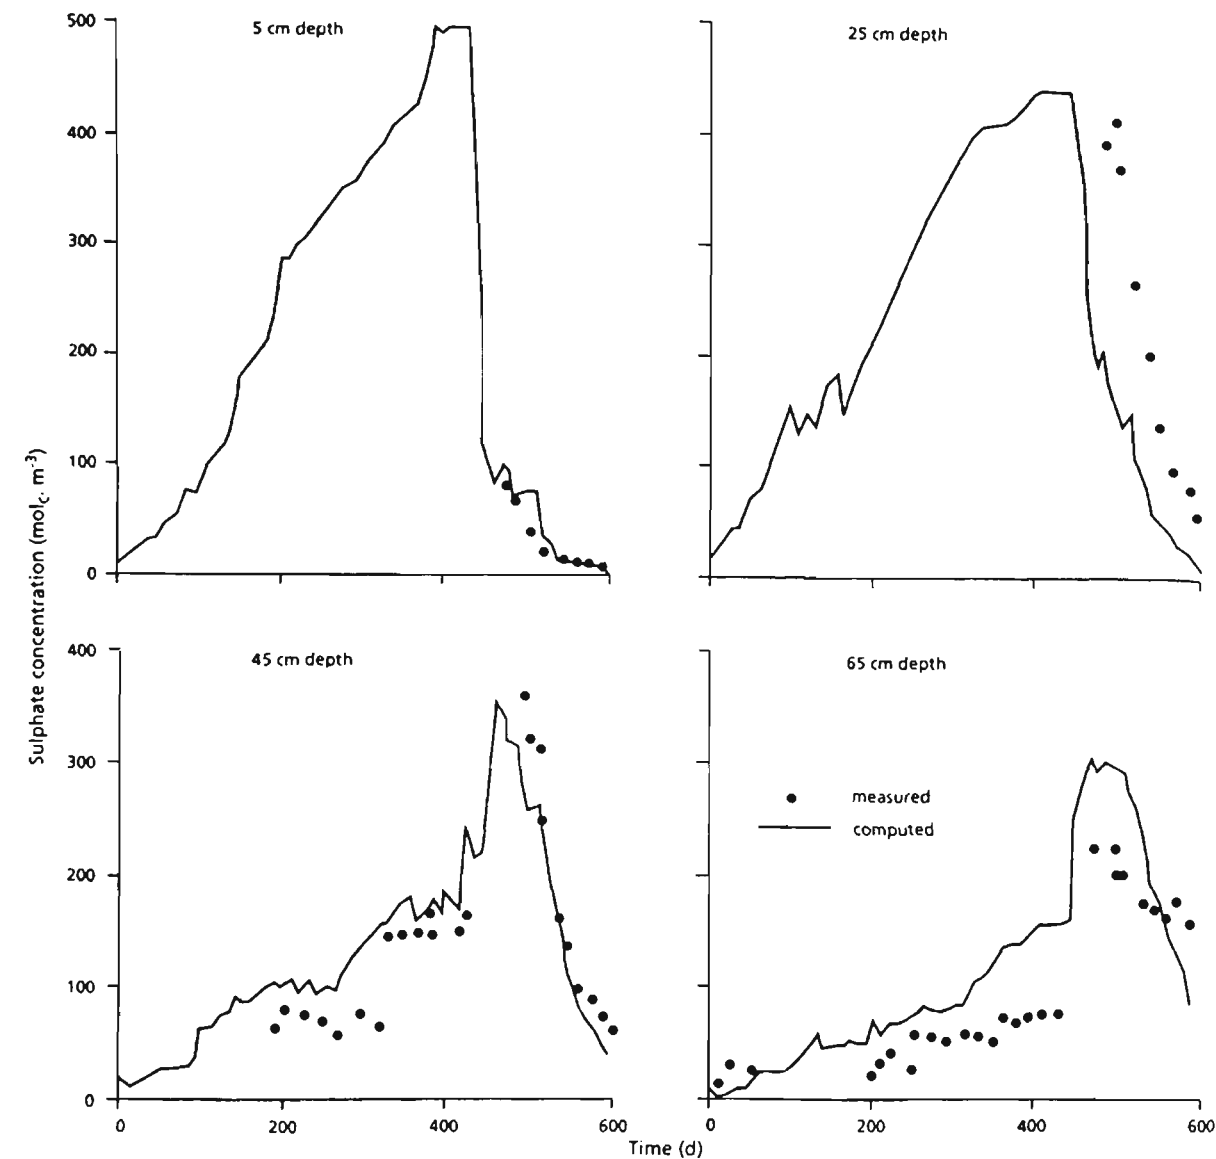 5 cm depth
500
400
300
200
100
0
25 cm depth
Sulphate concentration (mol_c. m⁻³)
45 cm depth
400
300
200
100
0
0 200 400 600
65 cm depth
measured
computed
0 200 400 600
Time (d)